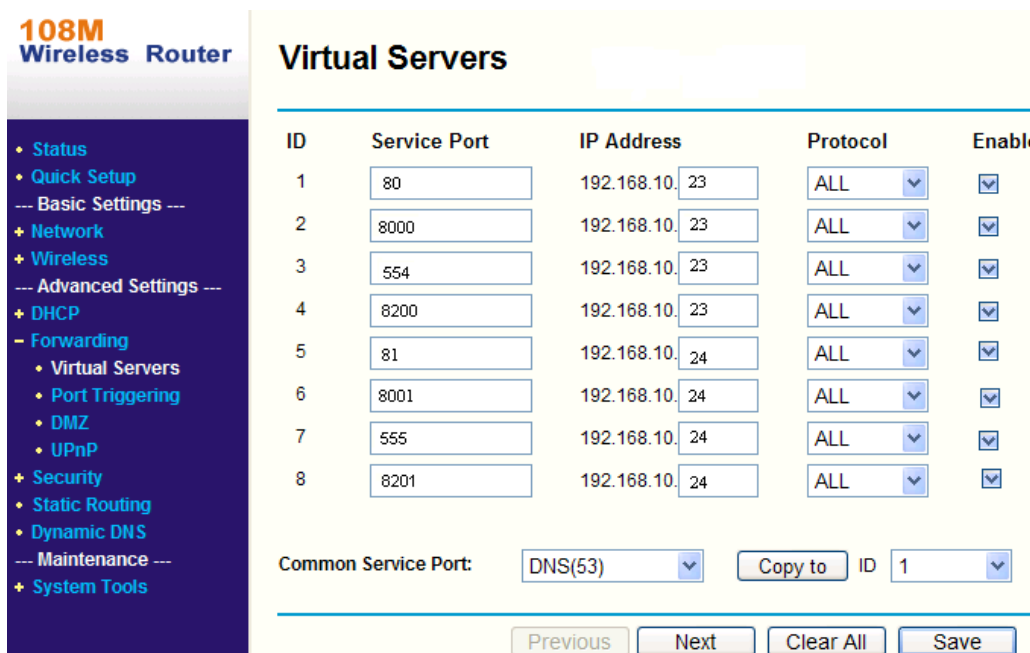 108M
Wireless Router
Virtual Servers
• Status
• Quick Setup
--- Basic Settings ---
+ Network
+ Wireless
--- Advanced Settings ---
+ DHCP
– Forwarding
• Virtual Servers
• Port Triggering
• DMZ
• UPnP
+ Security
• Static Routing
• Dynamic DNS
--- Maintenance ---
+ System Tools
ID Service Port IP Address Protocol Enable
1 80 192.168.10. 23 ALL
2 8000 192.168.10. 23 ALL
3 554 192.168.10. 23 ALL
4 8200 192.168.10. 23 ALL
5 81 192.168.10. 24 ALL
6 8001 192.168.10. 24 ALL
7 555 192.168.10. 24 ALL
8 8201 192.168.10. 24 ALL
Common Service Port: DNS(53) Copy to ID 1
Previous Next Clear All Save